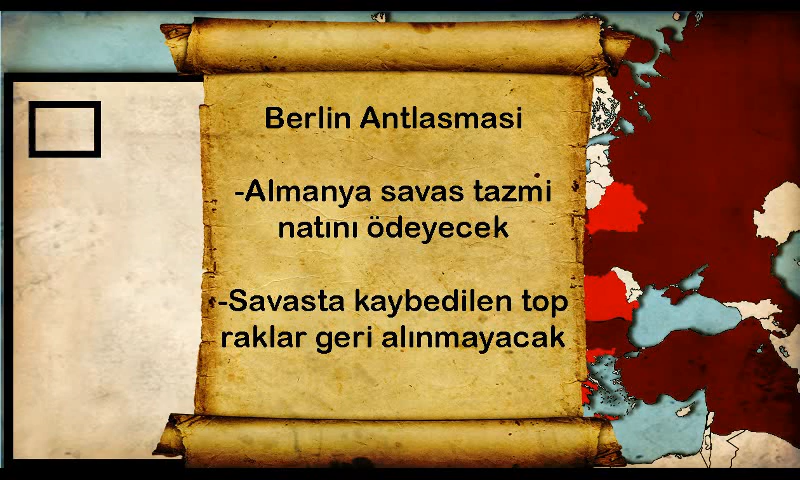 Berlin Antlasmasi
-Almanya savas tazmi
natını ödeyecek
-Savasta kaybedilen top
raklar geri alınmayacak